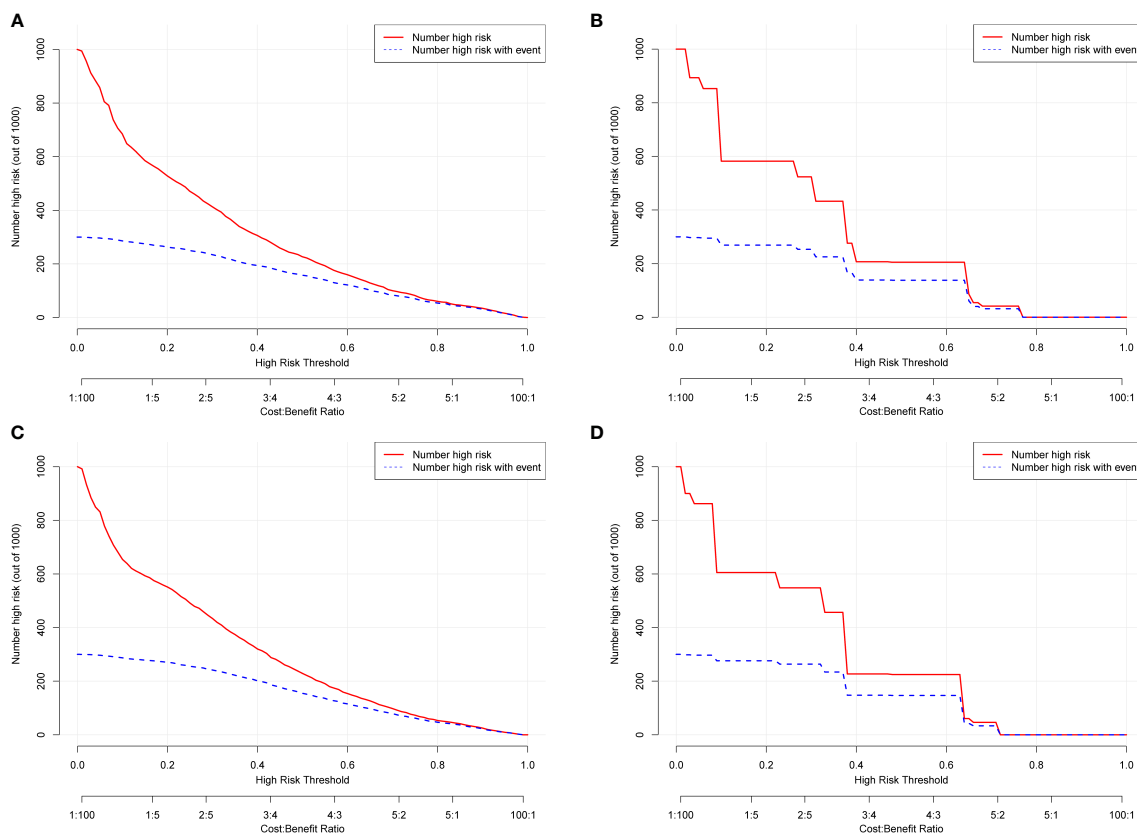 A
Number high risk
Number high risk with event
Number high risk (out of 1000)
0 200 400 600 800 1000
0.0 0.2 0.4 0.6 0.8 1.0
High Risk Threshold
1:100 1:5 2:5 3:4 4:3 5:2 5:1 100:1
Cost:Benefit Ratio
B
Number high risk
Number high risk with event
Number high risk (out of 1000)
0 200 400 600 800 1000
0.0 0.2 0.4 0.6 0.8 1.0
High Risk Threshold
1:100 1:5 2:5 3:4 4:3 5:2 5:1 100:1
Cost:Benefit Ratio
C
Number high risk
Number high risk with event
Number high risk (out of 1000)
0 200 400 600 800 1000
0.0 0.2 0.4 0.6 0.8 1.0
High Risk Threshold
1:100 1:5 2:5 3:4 4:3 5:2 5:1 100:1
Cost:Benefit Ratio
D
Number high risk
Number high risk with event
Number high risk (out of 1000)
0 200 400 600 800 1000
0.0 0.2 0.4 0.6 0.8 1.0
High Risk Threshold
1:100 1:5 2:5 3:4 4:3 5:2 5:1 100:1
Cost:Benefit Ratio